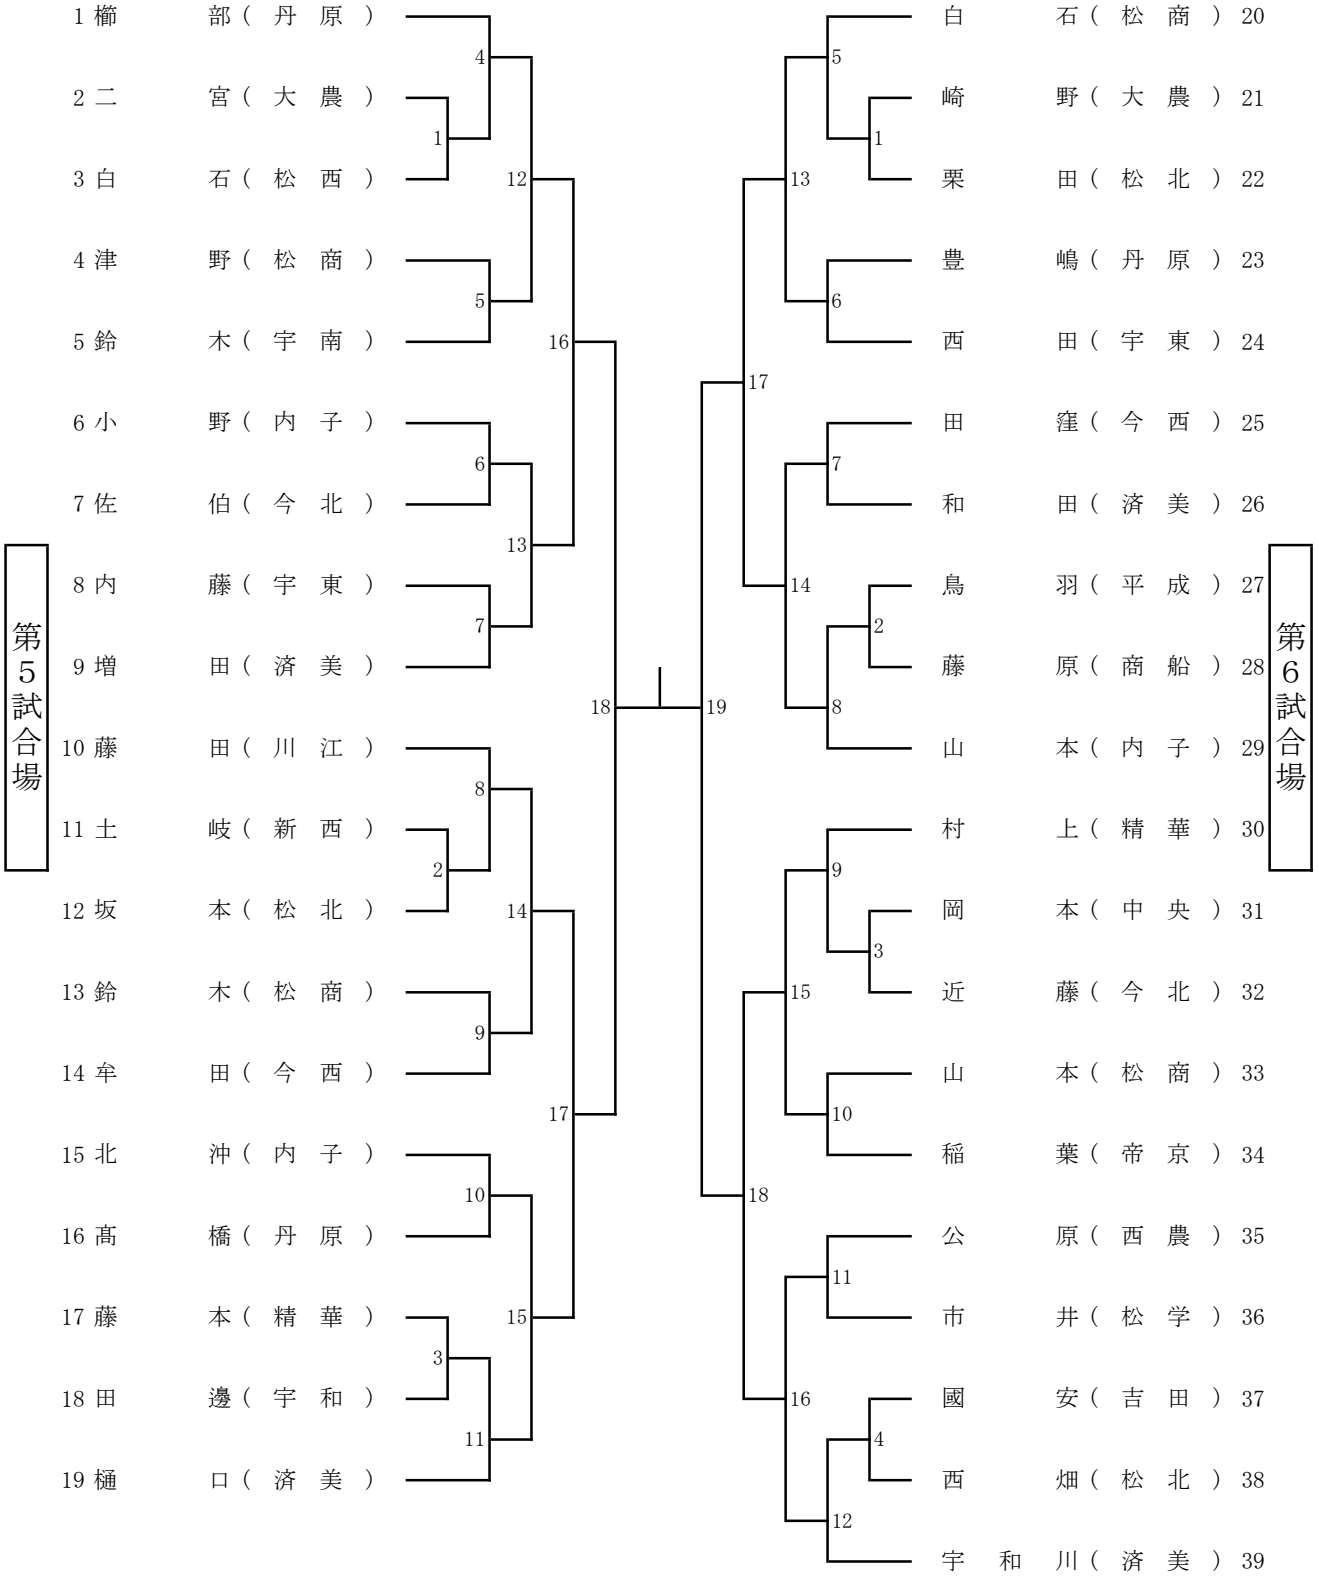 1 櫛部(丹原)
2 二宮(大農)
3 白石(松西)
4 津野(松商)
5 鈴木(宇南)
6 小野(内子)
7 佐伯(今北)
8 内藤(宇東)
9 増田(済美)
10 藤田(川江)
11 土岐(新西)
12 坂本(松北)
13 鈴木(松商)
14 牟田(今西)
15 北沖(内子)
16 髙橋(丹原)
17 藤本(精華)
18 田邊(宇和)
19 樋口(済美)
第5試合場
4
1
12
5
16
6
13
7
18
8
2
14
9
17
10
15
3
11
白石(松商) 20
崎野(大農) 21
栗田(松北) 22
豊嶋(丹原) 23
西田(宇東) 24
田窪(今西) 25
和田(済美) 26
鳥羽(平成) 27
藤原(商船) 28
山本(内子) 29
村上(精華) 30
岡本(中央) 31
近藤(今北) 32
山本(松商) 33
稲葉(帝京) 34
公原(西農) 35
市井(松学) 36
國安(吉田) 37
西畑(松北) 38
宇和川(済美) 39
第6試合場
5
1
13
6
17
7
14
2
8
19
9
3
15
10
18
11
16
4
12